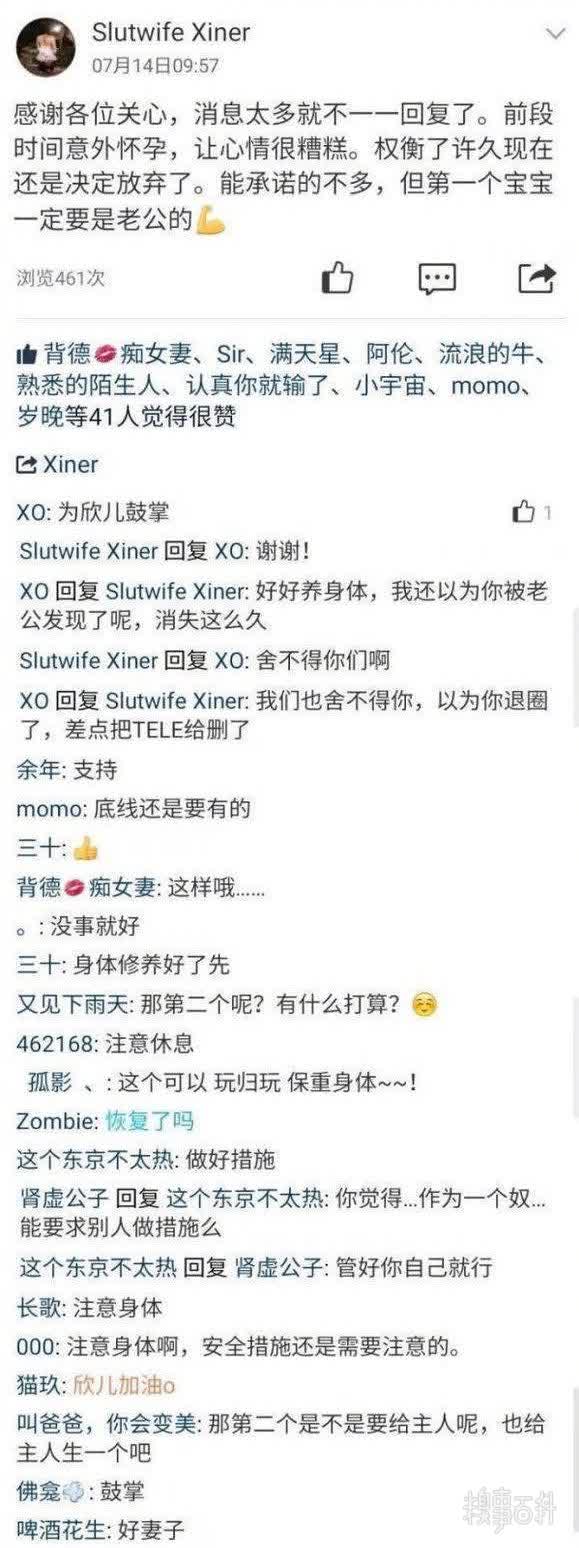 Slutwife Xiner
07月14日09:57
感谢各位关心，消息太多就不一一回复了。前段
时间意外怀孕，让心情很糟糕。权衡了许久现在
还是决定放弃了。能承诺的不多，但第一个宝宝
一定要是老公的💪
浏览461次
背德💋痴女妻、Sir、满天星、阿伦、流浪的牛、
熟悉的陌生人、认真你就输了、小宇宙、momo、
岁晚等41人觉得很赞
Xiner
XO: 为欣儿鼓掌 1
Slutwife Xiner 回复 XO: 谢谢！
XO 回复 Slutwife Xiner: 好好养身体，我还以为你被老
公发现了呢，消失这么久
Slutwife Xiner 回复 XO: 舍不得你们啊
XO 回复 Slutwife Xiner: 我们也舍不得你，以为你退圈
了，差点把TELE给删了
余年: 支持
momo: 底线还是要有的
三十: 👍
背德💋痴女妻: 这样哦......
。: 没事就好
三十: 身体修养好了先
又见下雨天: 那第二个呢？有什么打算？☺️
462168: 注意休息
孤影 、: 这个可以 玩归玩 保重身体~~！
Zombie: 恢复了吗
这个东京不太热: 做好措施
肾虚公子 回复 这个东京不太热: 你觉得...作为一个奴...
能要求别人做措施么
这个东京不太热 回复 肾虚公子: 管好你自己就行
长歌: 注意身体
000: 注意身体啊，安全措施还是需要注意的。
猫玖: 欣儿加油o
叫爸爸，你会变美: 那第二个是不是要给主人呢，也给
主人生一个吧
佛龛💨: 鼓掌
啤酒花生: 好妻子
搜事百科